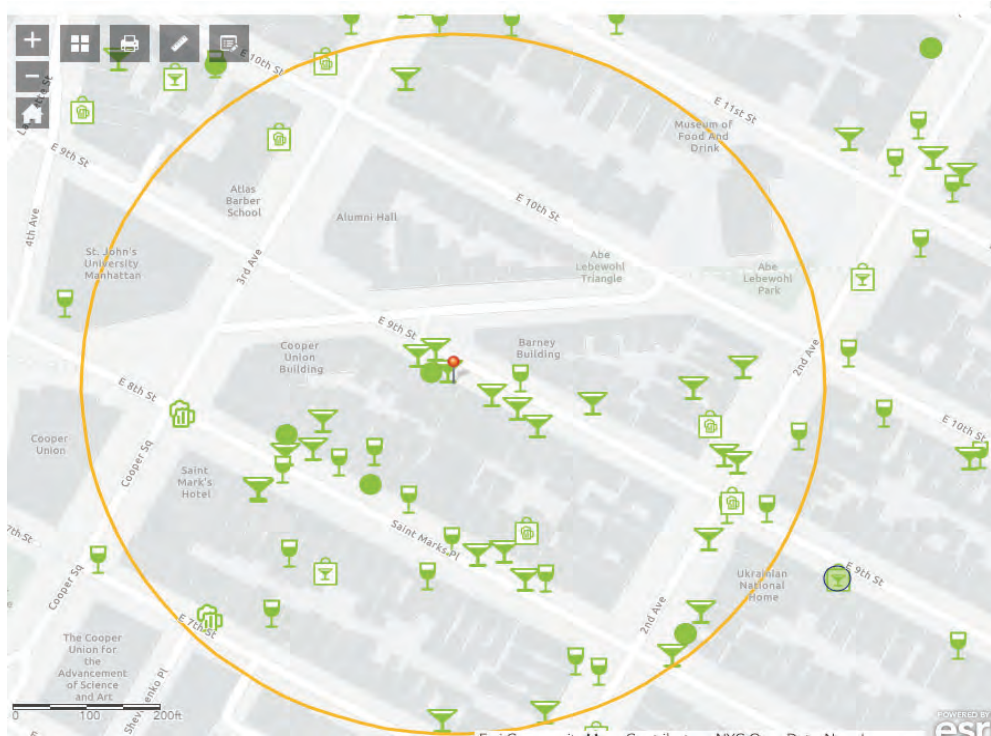 E 10th St
E 11st St
Museum of
Food And
Drink
E 9th St
Atlas
Barber
School
Alumni Hall
E 10th St
4th Ave
St. John's
University
Manhattan
3rd Ave
Abe
Lebewohl
Triangle
Abe
Lebewohl
Park
E 9th St
Cooper
Union
Building
Barney
Building
2nd Ave
E 8th St
E 10th St
Cooper
Union
Cooper Sq
Saint
Mark's
Hotel
7th St
Saint Marks Pl
Cooper Sq
Ukrainian
National
Home
E 9th St
E 7th St
2nd Ave
The Cooper
Union for
the
Advancement
of Science
and Art
0 100 200ft
POWERED BY
esri